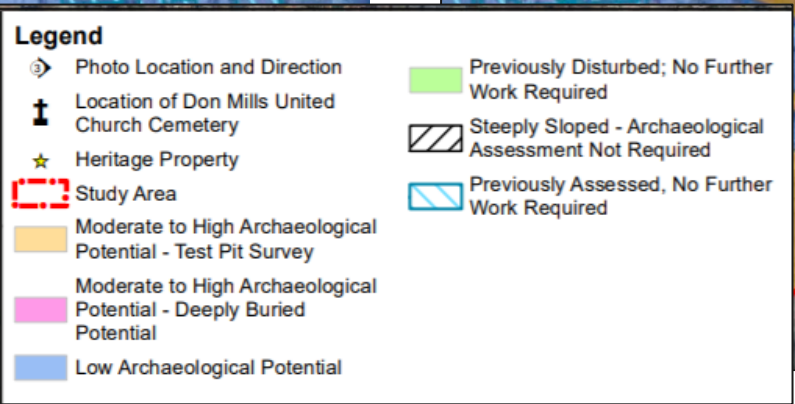 Legend
3
Photo Location and Direction
Location of Don Mills United
Church Cemetery
Heritage Property
Study Area
Moderate to High Archaeological
Potential - Test Pit Survey
Moderate to High Archaeological
Potential - Deeply Buried
Potential
Low Archaeological Potential
Previously Disturbed; No Further
Work Required
Steeply Sloped - Archaeological
Assessment Not Required
Previously Assessed, No Further
Work Required